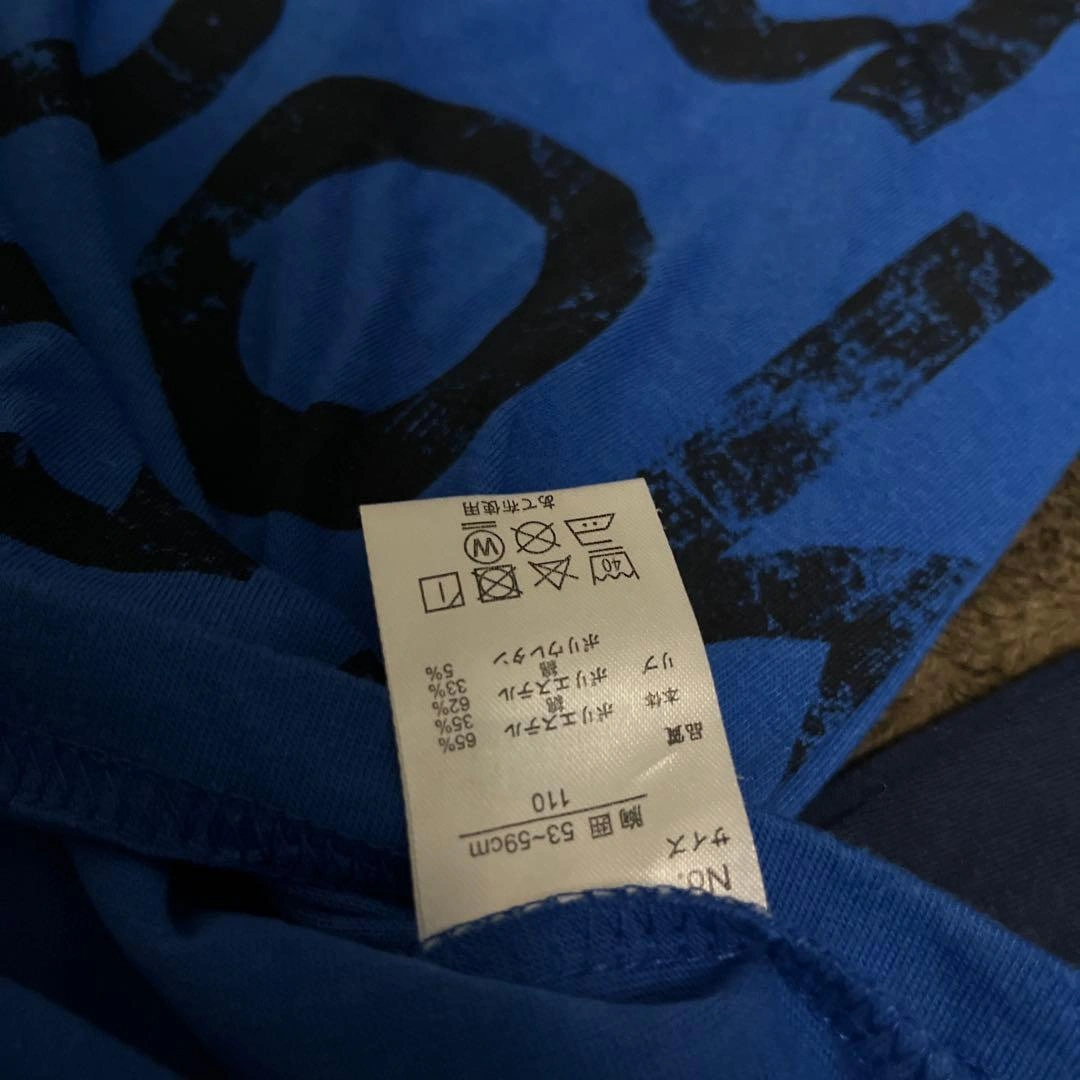 No.
サイズ
胸囲 53~59cm
110
品質
本体 ポリエステル 65%
綿 35%
リブ ポリエステル 62%
綿 33%
ポリウレタン 5%
40
W
あて布使用